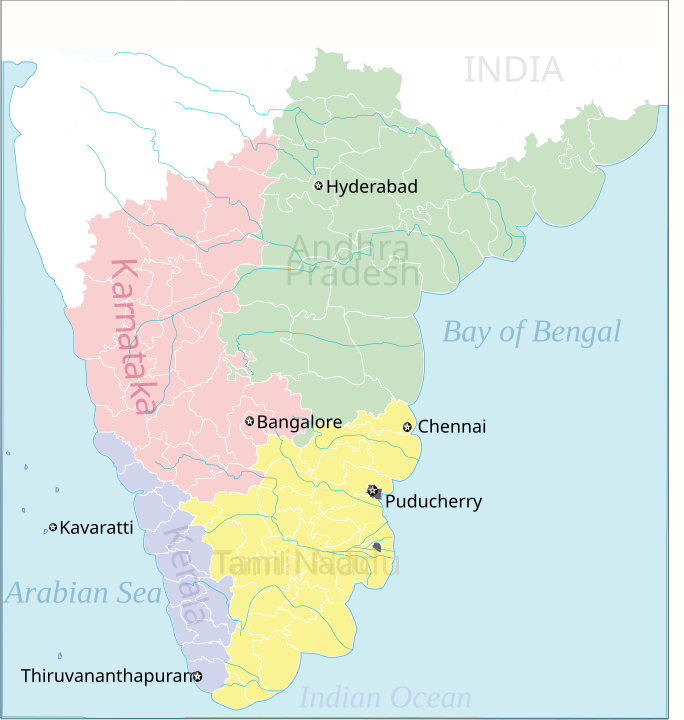 INDIA
Hyderabad
Andhra
Pradesh
Karnataka
Bay of Bengal
Bangalore
Chennai
Puducherry
Kavaratti
Kerala
Tamil Nadu
Arabian Sea
Thiruvananthapuram
Indian Ocean